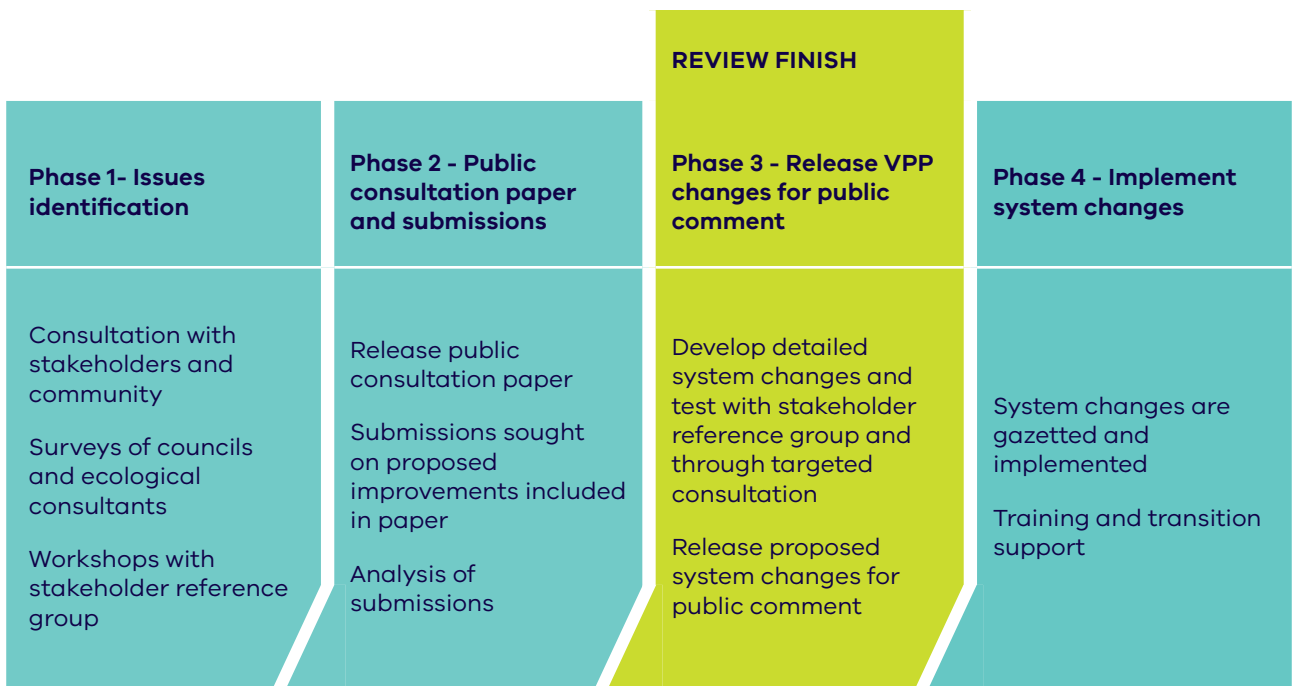 REVIEW FINISH
Phase 1- Issues
identification
Phase 2 - Public
consultation paper
and submissions
Phase 3 - Release VPP
changes for public
comment
Phase 4 - Implement
system changes
Consultation with
stakeholders and
community
Surveys of councils
and ecological
consultants
Workshops with
stakeholder reference
group
Release public
consultation paper
Submissions sought
on proposed
improvements included
in paper
Analysis of
submissions
Develop detailed
system changes and
test with stakeholder
reference group and
through targeted
consultation
Release proposed
system changes for
public comment
System changes are
gazetted and
implemented
Training and transition
support